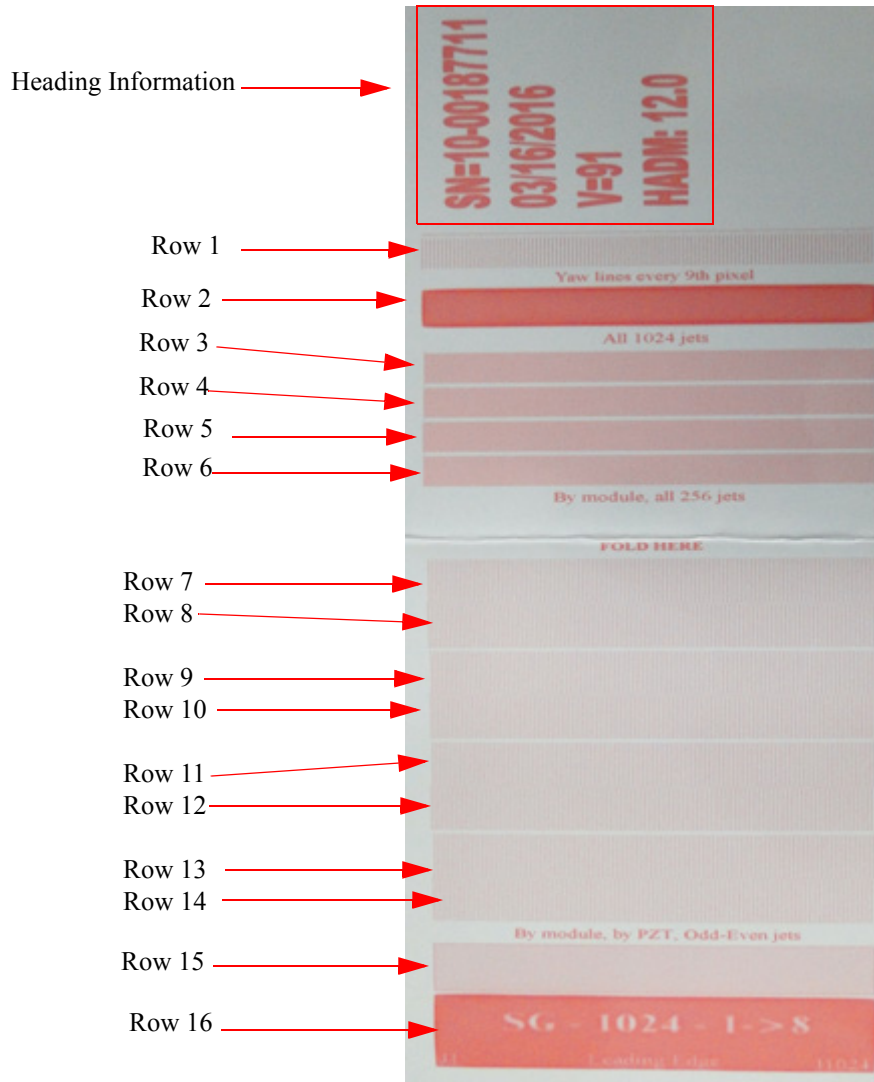 Heading Information
SN=10-00187711
03/16/2016
V=91
HADM: 12.0
Row 1
Yaw lines every 9th pixel
Row 2
All 1024 jets
Row 3
Row 4
Row 5
Row 6
By module, all 256 jets
FOLD HERE
Row 7
Row 8
Row 9
Row 10
Row 11
Row 12
Row 13
Row 14
By module, by PZT, Odd-Even jets
Row 15
Row 16
SG - 1024 - 1->8
J1 Leading Edge J1024